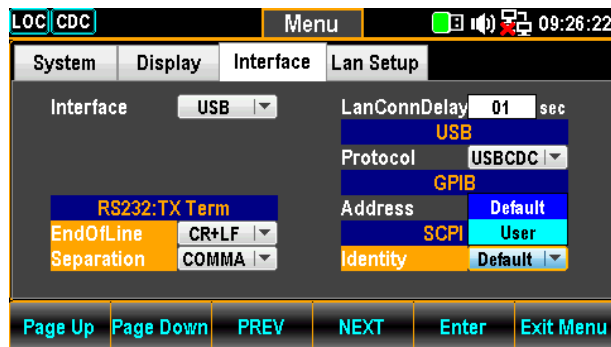 LOC CDC Menu 09:26:22
System Display Interface Lan Setup
Interface USB LanConnDelay 01 sec
USB
Protocol USBCDC
GPIB
RS232:TX Term Address Default
EndOfLine CR+LF SCPI User
Separation COMMA Identity Default
Page Up Page Down PREV NEXT Enter Exit Menu